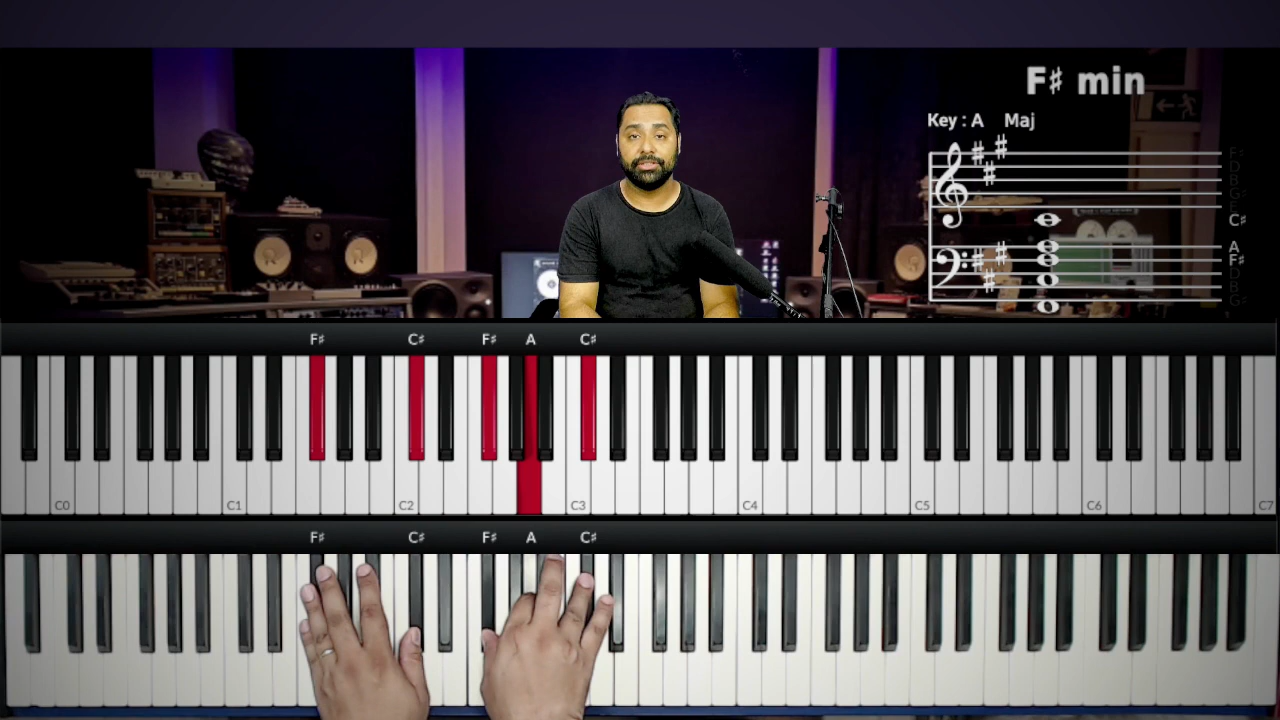 F♯ min
Key : A Maj
C♯
A
F♯
F♯ C♯ F♯ A C♯
C0 C1 C2 C3 C4 C5 C6 C7
F♯ C♯ F♯ A C♯